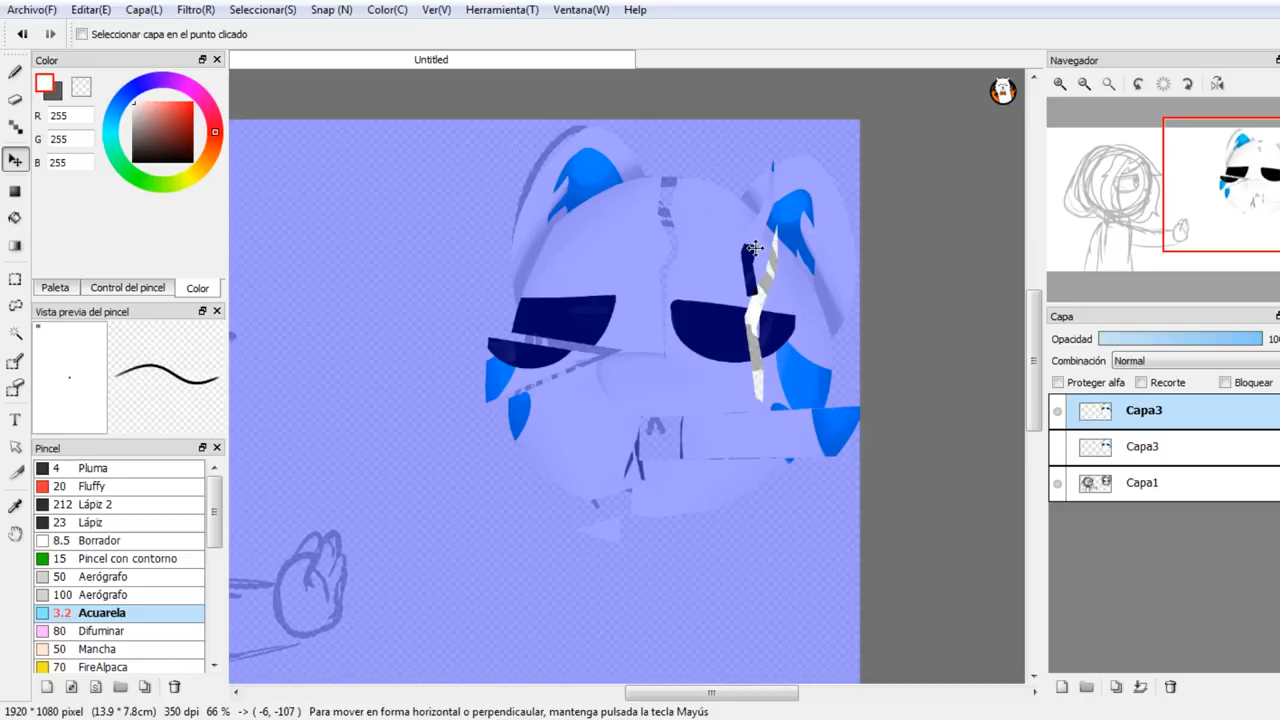 Archivo(F) Editar(E) Capa(L) Filtro(R) Seleccionar(S) Snap (N) Color(C) Ver(V) Herramienta(T) Ventana(W) Help
Seleccionar capa en el punto clicado
Color
Untitled
Navegador
R 255
G 255
B 255
Paleta Control del pincel Color
Vista previa del pincel
Capa
Opacidad 100
Combinación Normal
Proteger alfa Recorte Bloquear
Capa3
Capa3
Capa1
Pincel
4 Pluma
20 Fluffy
212 Lápiz 2
23 Lápiz
8.5 Borrador
15 Pincel con contorno
50 Aerógrafo
100 Aerógrafo
3.2 Acuarela
80 Difuminar
50 Mancha
70 FireAlpaca
T
1920 * 1080 pixel (13.9 * 7.8cm) 350 dpi 66 % -> ( -6, -107 ) Para mover en forma horizontal o perpendicaular, mantenga pulsada la tecla Mayús